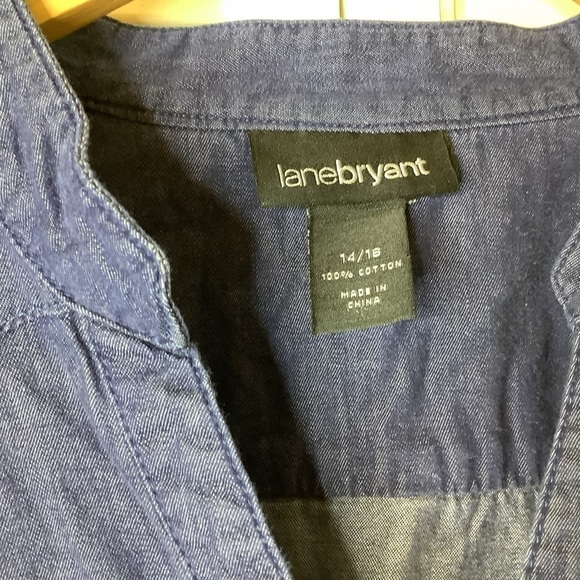 lanebryant
14/16
100% COTTON
MADE IN
CHINA